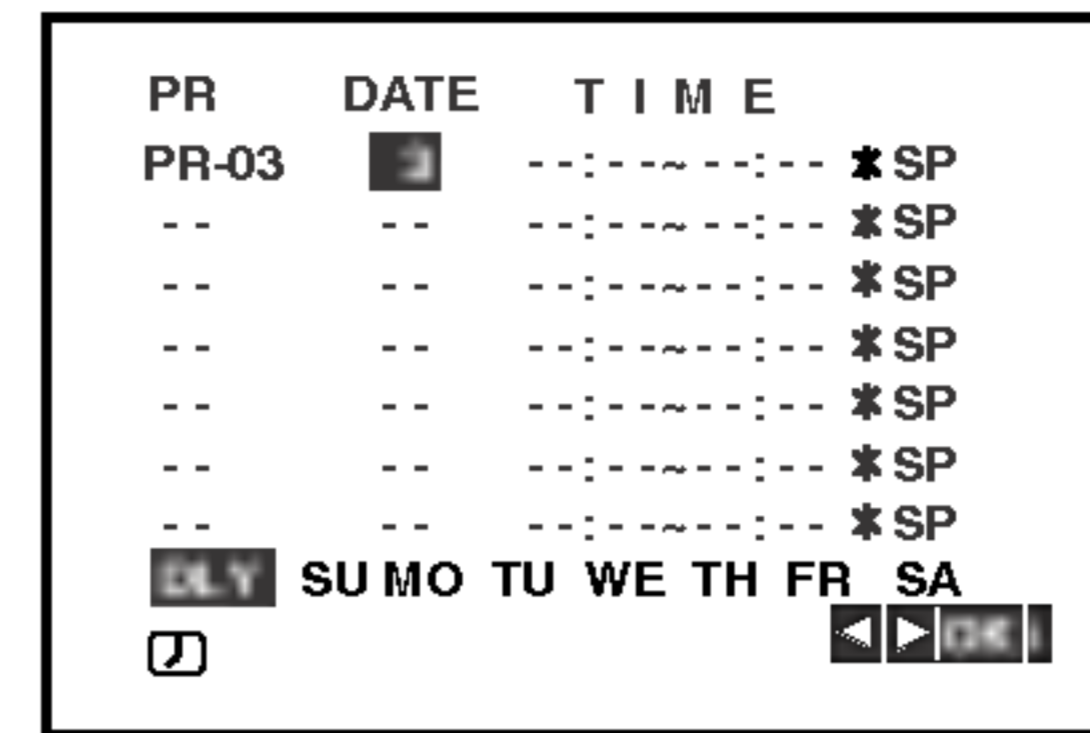 PR DATE TIME
PR-03 --:--~--:-- * SP
-- -- --:--~--:-- * SP
-- -- --:--~--:-- * SP
-- -- --:--~--:-- * SP
-- -- --:--~--:-- * SP
-- -- --:--~--:-- * SP
-- -- --:--~--:-- * SP
DLY SU MO TU WE TH FR SA
◁ ▷ OK i